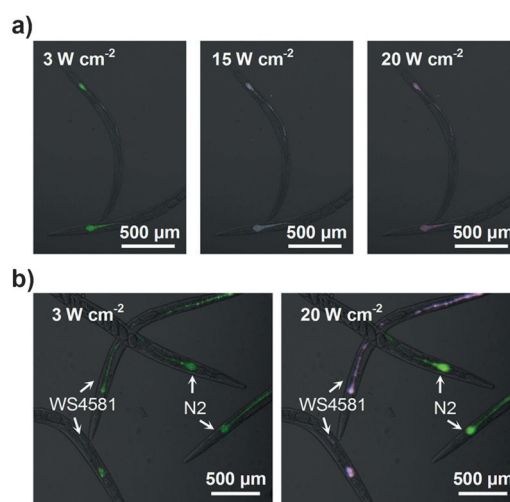 a)
3 W cm⁻²
15 W cm⁻²
20 W cm⁻²
500 µm
500 µm
500 µm
b)
3 W cm⁻²
20 W cm⁻²
WS4581
N2
WS4581
N2
500 µm
500 µm